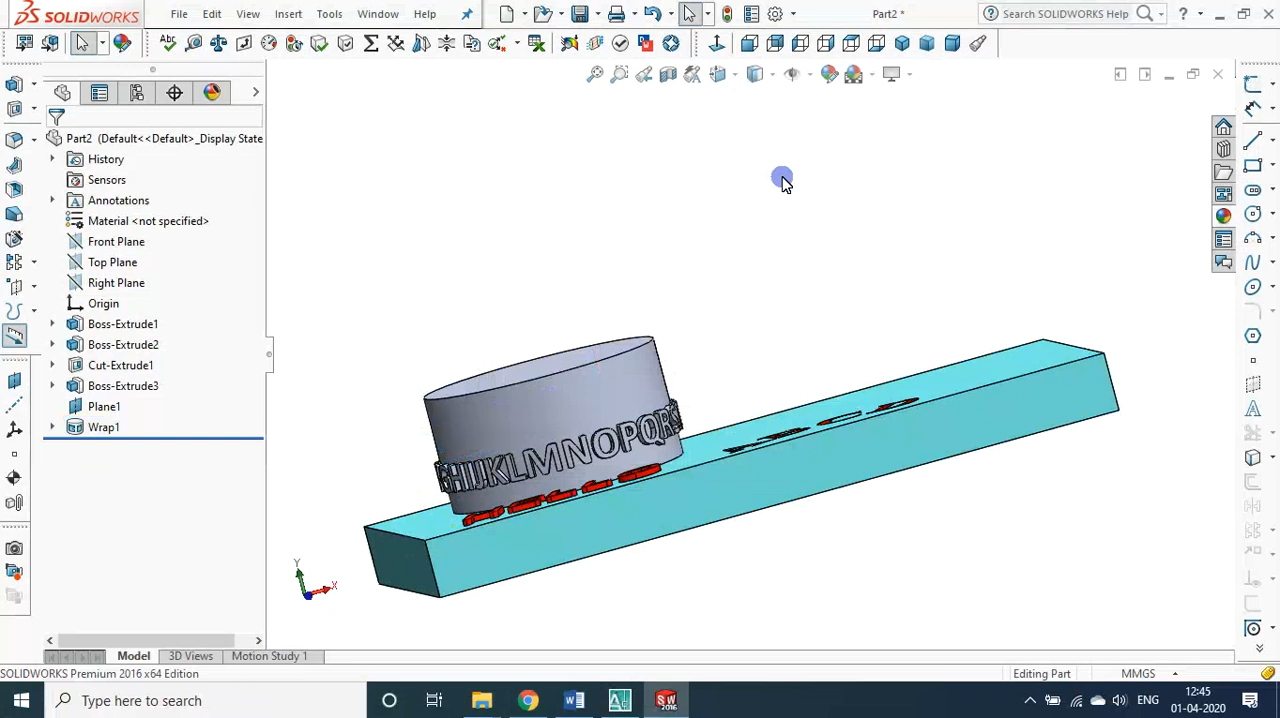 SOLIDWORKS
File Edit View Insert Tools Window Help
Part2 *
Search SOLIDWORKS Help
?
Part2 (Default<<Default>_Display State
History
Sensors
Annotations
Material <not specified>
Front Plane
Top Plane
Right Plane
Origin
Boss-Extrude1
Boss-Extrude2
Cut-Extrude1
Boss-Extrude3
Plane1
Wrap1
HIJKLMNOPQR
Y
X
Model 3D Views Motion Study 1
SOLIDWORKS Premium 2016 x64 Edition
Editing Part
MMGS
Type here to search
ENG
12:45
01-04-2020